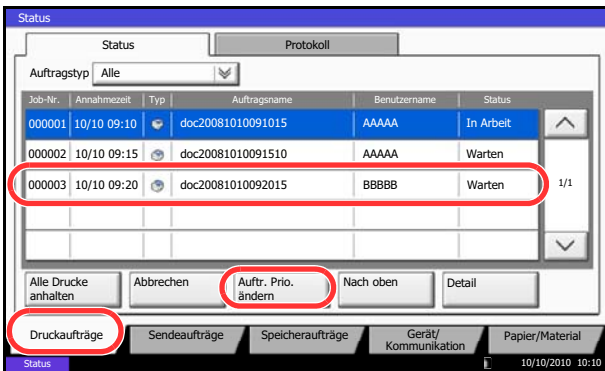 Status
Status Protokoll
Auftragstyp Alle
Job-Nr. Annahmezeit Typ Auftragsname Benutzername Status
000001 10/10 09:10 doc20081010091015 AAAAA In Arbeit
000002 10/10 09:15 doc20081010091510 AAAAA Warten
000003 10/10 09:20 doc20081010092015 BBBBB Warten 1/1
Alle Drucke Abbrechen Auftr. Prio. Nach oben Detail
anhalten ändern
Druckaufträge Sendeaufträge Speicheraufträge Gerät/ Papier/Material
Kommunikation
Status 10/10/2010 10:10